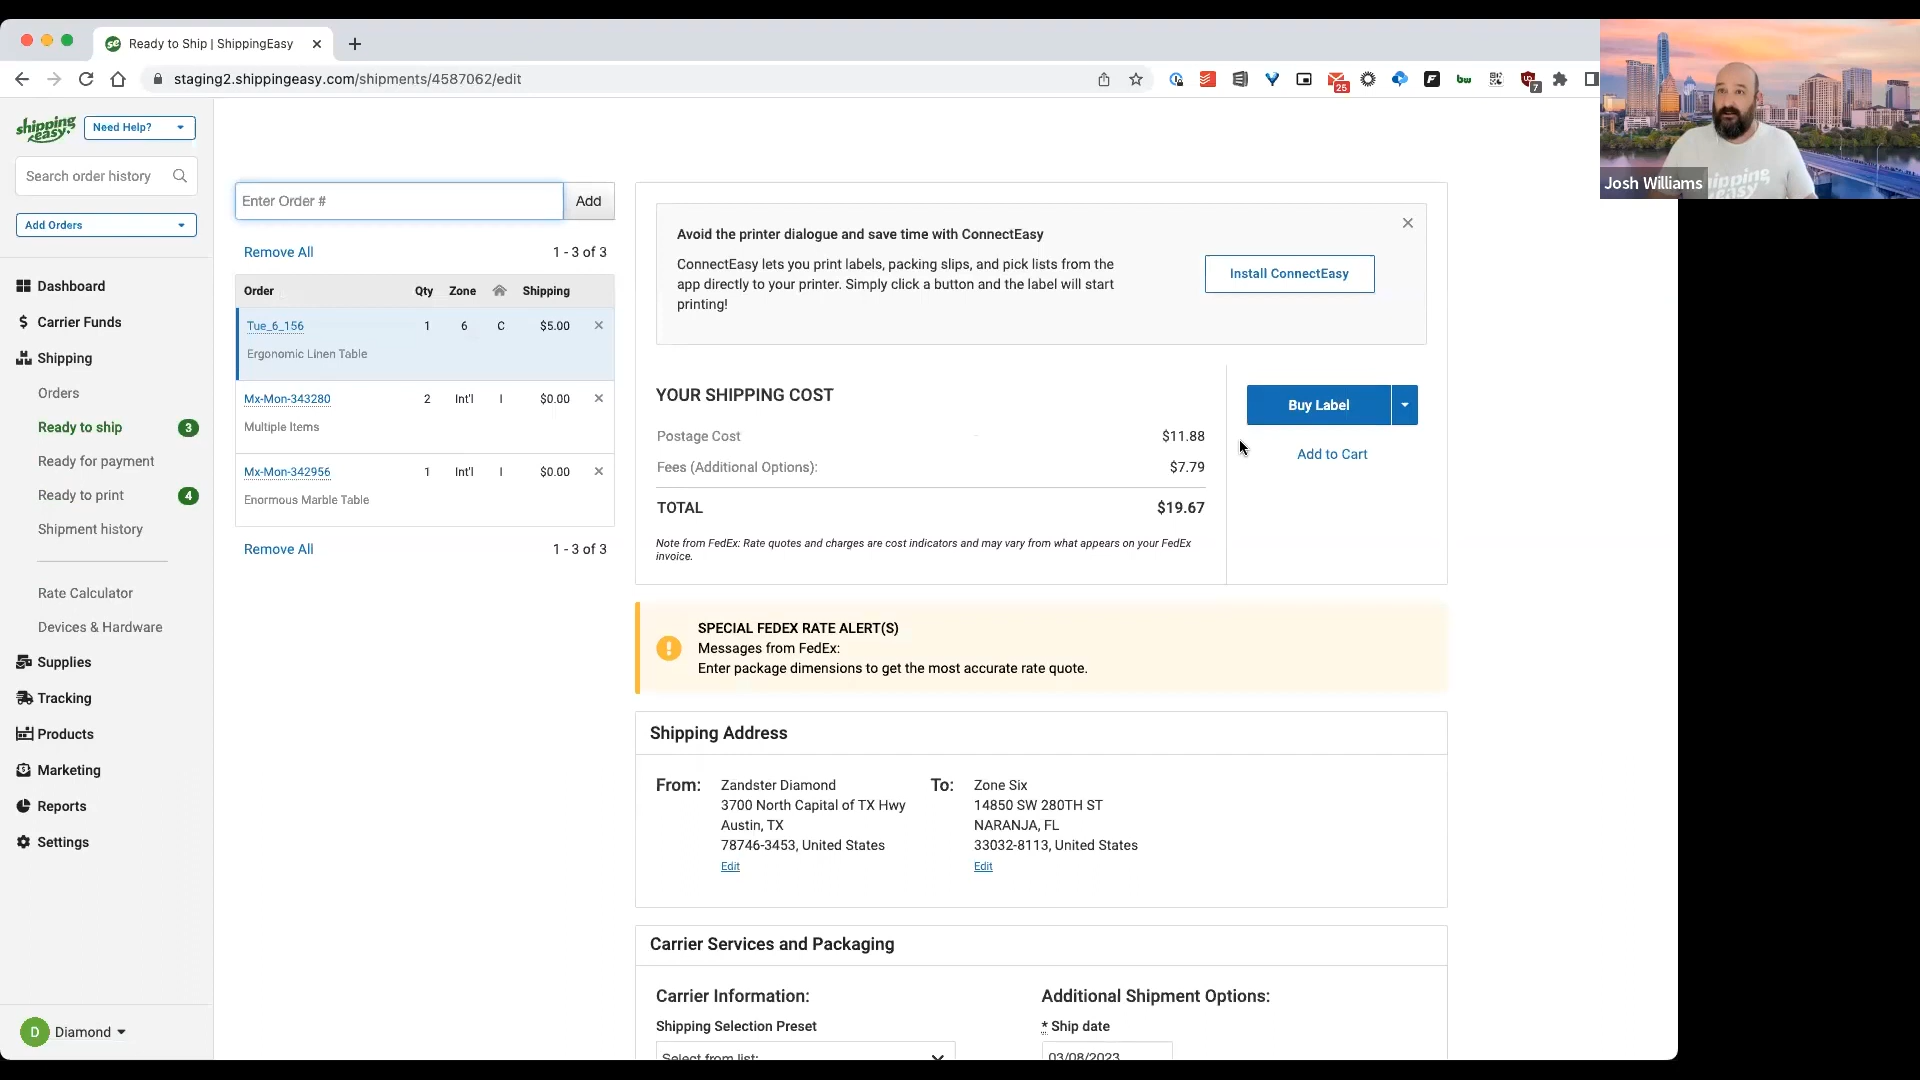 Ready to Ship | ShippingEasy
staging2.shippingeasy.com/shipments/4587062/edit
25
7
Josh Williams
shipping
easy
Need Help?
Search order history
Add Orders
Dashboard
Carrier Funds
Shipping
Orders
Ready to ship 3
Ready for payment
Ready to print 4
Shipment history
Rate Calculator
Devices & Hardware
Supplies
Tracking
Products
Marketing
Reports
Settings
D Diamond
Enter Order # Add
Remove All 1 - 3 of 3
Order Qty Zone Shipping
Tue_6_156 1 6 C $5.00
Ergonomic Linen Table
Mx-Mon-343280 2 Int'l I $0.00
Multiple Items
Mx-Mon-342956 1 Int'l I $0.00
Enormous Marble Table
Remove All 1 - 3 of 3
Avoid the printer dialogue and save time with ConnectEasy
ConnectEasy lets you print labels, packing slips, and pick lists from the
app directly to your printer. Simply click a button and the label will start
printing!
Install ConnectEasy
YOUR SHIPPING COST
Postage Cost $11.88
Fees (Additional Options): $7.79
TOTAL $19.67
Note from FedEx: Rate quotes and charges are cost indicators and may vary from what appears on your FedEx
invoice.
Buy Label
Add to Cart
SPECIAL FEDEX RATE ALERT(S)
Messages from FedEx:
Enter package dimensions to get the most accurate rate quote.
Shipping Address
From: Zandster Diamond
3700 North Capital of TX Hwy
Austin, TX
78746-3453, United States
Edit
To: Zone Six
14850 SW 280TH ST
NARANJA, FL
33032-8113, United States
Edit
Carrier Services and Packaging
Carrier Information:
Shipping Selection Preset
Select from list:
Additional Shipment Options:
* Ship date
03/08/2023